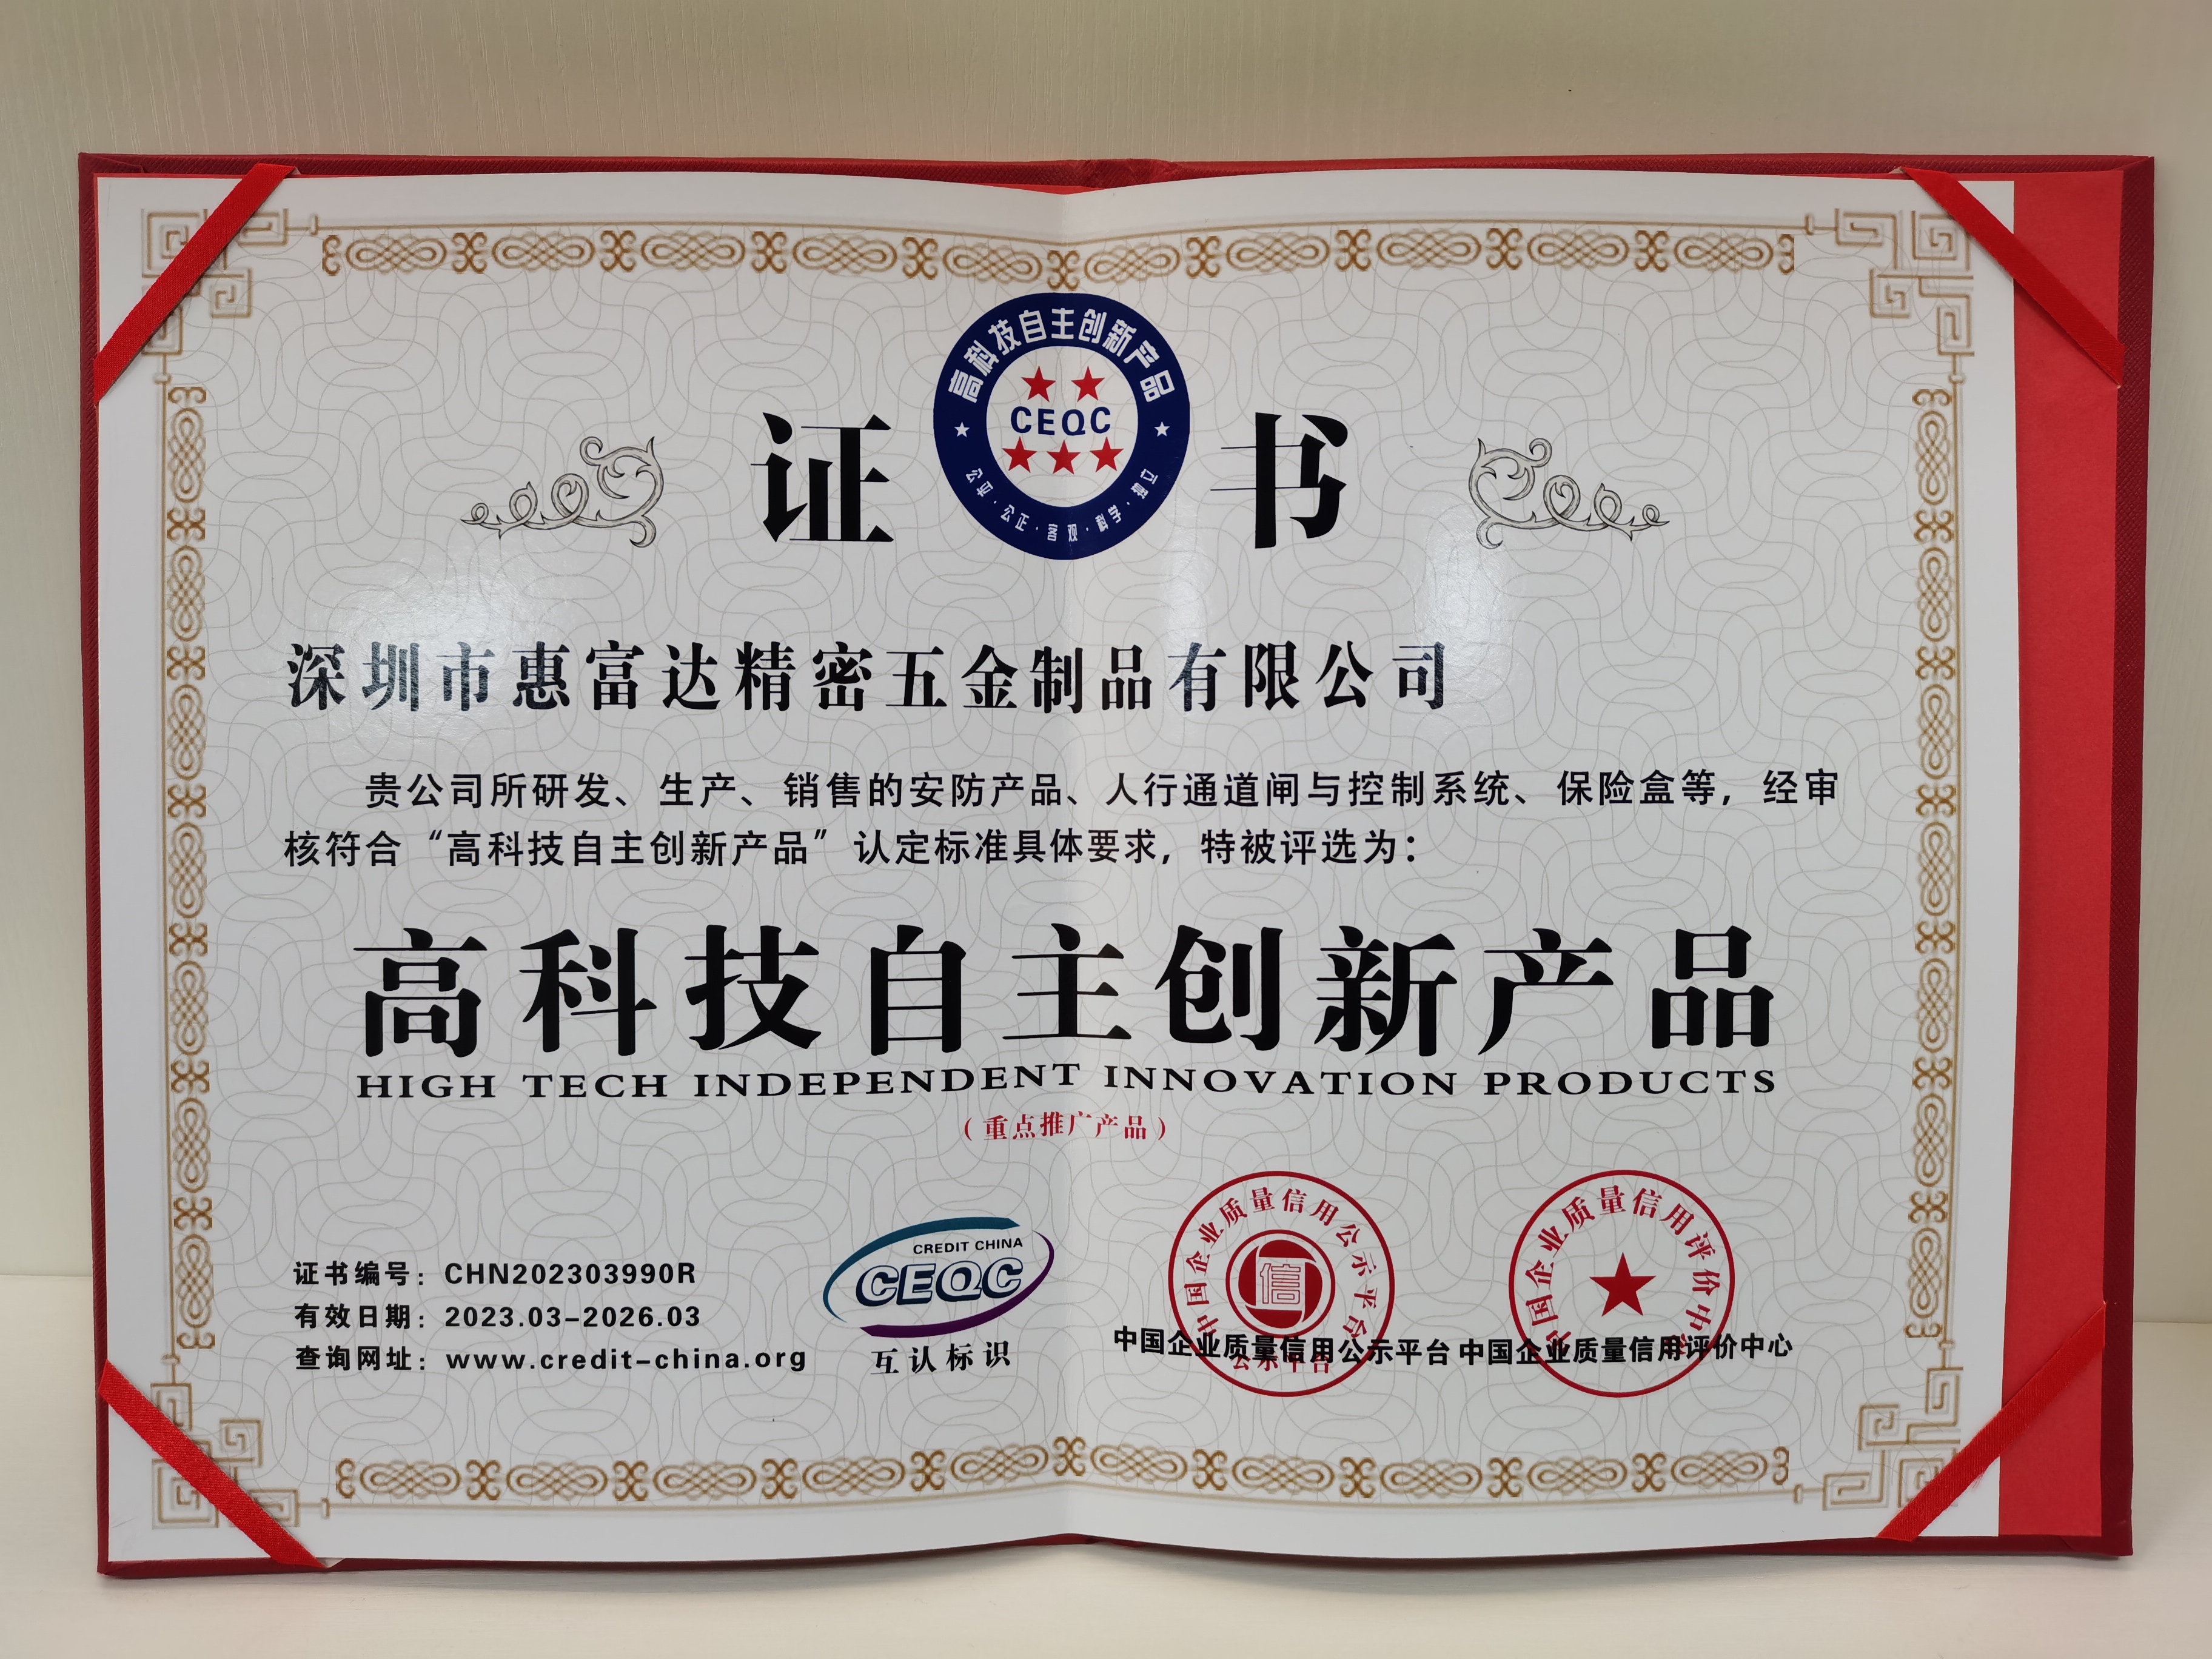 高科技自主创新产品
CEQC
公平·公正·客观·科学·独立
证书
深圳市惠富达精密五金制品有限公司
贵公司所研发、生产、销售的安防产品、人行通道闸与控制系统、保险盒等，经审
核符合“高科技自主创新产品”认定标准具体要求，特被评选为：
高科技自主创新产品
HIGH TECH INDEPENDENT INNOVATION PRODUCTS
（重点推广产品）
证书编号：CHN202303990R
有效日期：2023.03-2026.03
查询网址：www.credit-china.org
CREDIT CHINA
CEQC
互认标识
中国企业质量信用公示平台
信
公示平台
中国企业质量信用公示平台
中国企业质量信用评价中心
中国企业质量信用评价中心